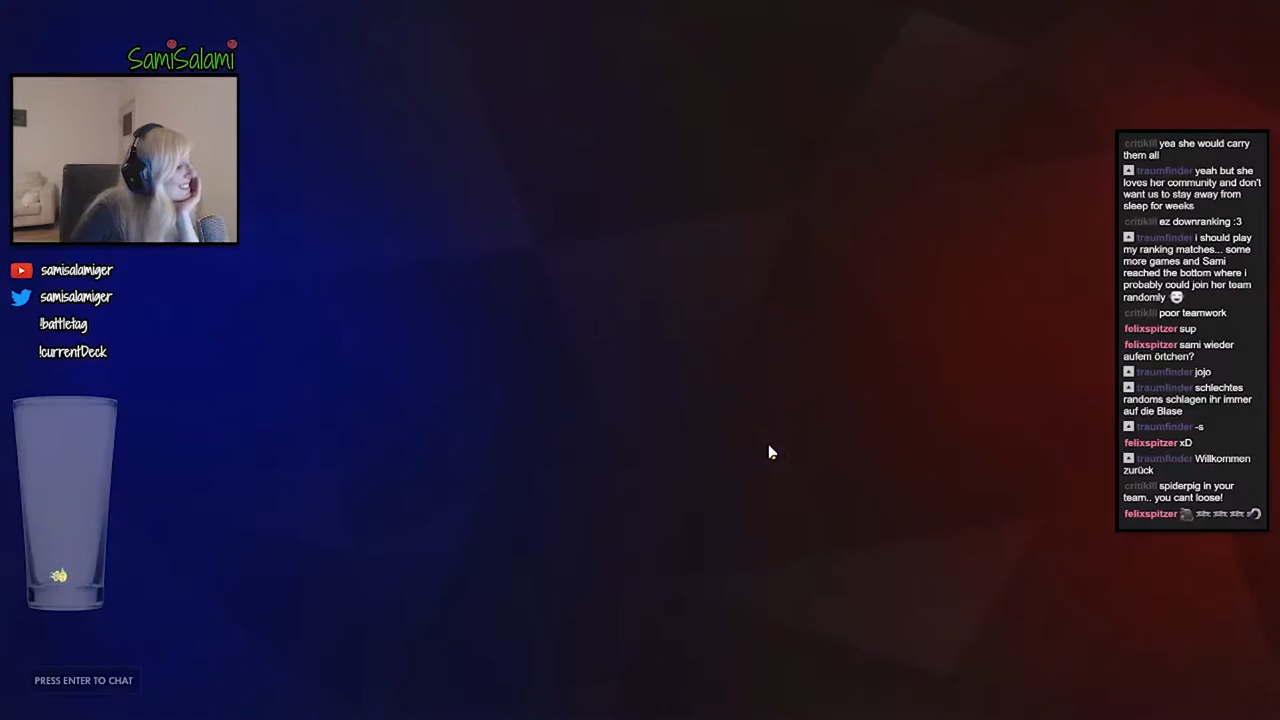 SamiSalami
samisalamiger
samisalamiger
!battletag
!currentDeck
PRESS ENTER TO CHAT
critiklll yea she would carry
them all
traumfinder yeah but she
loves her community and don't
want us to stay away from
sleep for weeks
critiklll ez downranking :3
traumfinder i should play
my ranking matches... some
more games and Sami
reached the bottom where i
probably could join her team
randomly
critiklll poor teamwork
felixspitzer sup
felixspitzer sami wieder
aufem örtchen?
traumfinder jojo
traumfinder schlechtes
randoms schlagen ihr immer
auf die Blase
traumfinder -s
felixspitzer xD
traumfinder Willkommen
zurück
critiklll spiderpig in your
team.. you cant loose!
felixspitzer